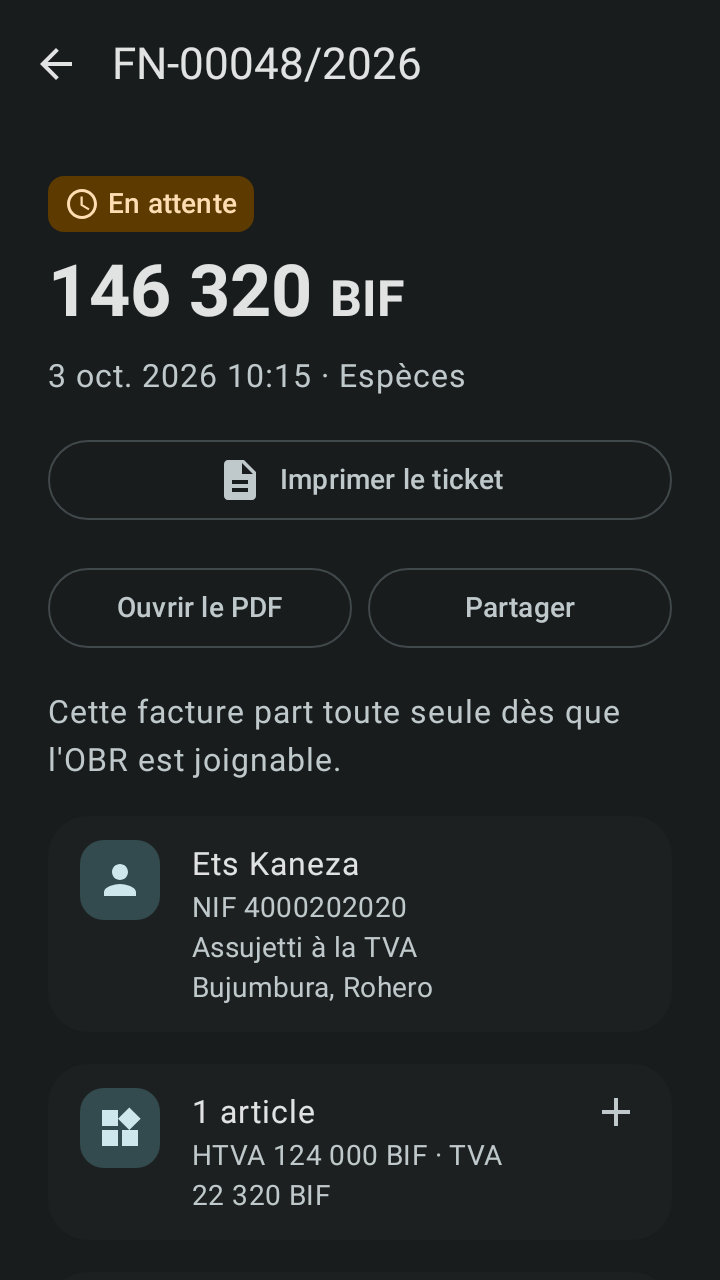 FN-00048/2026
En attente
146 320 BIF
3 oct. 2026 10:15 · Espèces
Imprimer le ticket
Ouvrir le PDF
Partager
Cette facture part toute seule dès que
l'OBR est joignable.
Ets Kaneza
NIF 4000202020
Assujetti à la TVA
Bujumbura, Rohero
1 article
HTVA 124 000 BIF · TVA
22 320 BIF